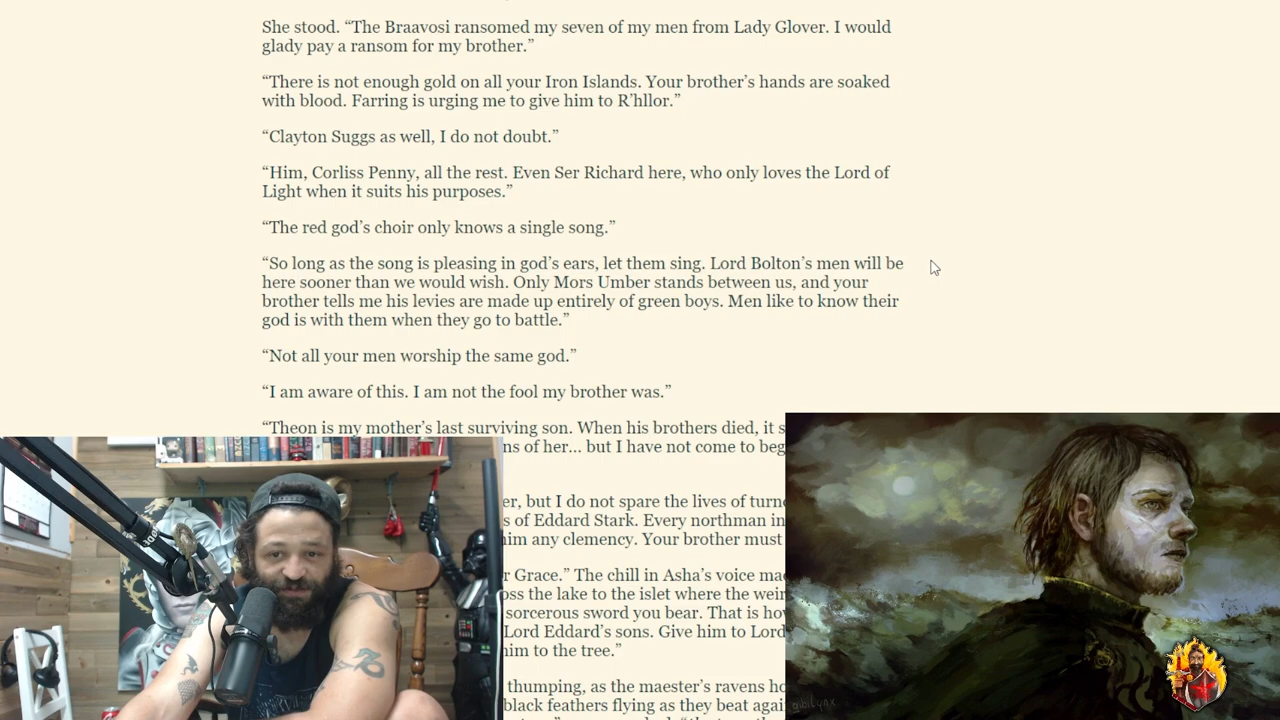 She stood. “The Braavosi ransomed my seven of my men from Lady Glover. I would
glady pay a ransom for my brother.”
“There is not enough gold on all your Iron Islands. Your brother’s hands are soaked
with blood. Farring is urging me to give him to R’hllor.”
“Clayton Suggs as well, I do not doubt.”
“Him, Corliss Penny, all the rest. Even Ser Richard here, who only loves the Lord of
Light when it suits his purposes.”
“The red god’s choir only knows a single song.”
“So long as the song is pleasing in god’s ears, let them sing. Lord Bolton’s men will be
here sooner than we would wish. Only Mors Umber stands between us, and your
brother tells me his levies are made up entirely of green boys. Men like to know their
god is with them when they go to battle.”
“Not all your men worship the same god.”
“I am aware of this. I am not the fool my brother was.”
“Theon is my mother’s last surviving son. When his brothers died, it s
ns of her… but I have not come to beg
er, but I do not spare the lives of turnc
s of Eddard Stark. Every northman in
him any clemency. Your brother must
r Grace.” The chill in Asha’s voice mad
oss the lake to the islet where the weir
sorcerous sword you bear. That is how
Lord Eddard’s sons. Give him to Lord
him to the tree.”
thumping, as the maester’s ravens ho
black feathers flying as they beat agai